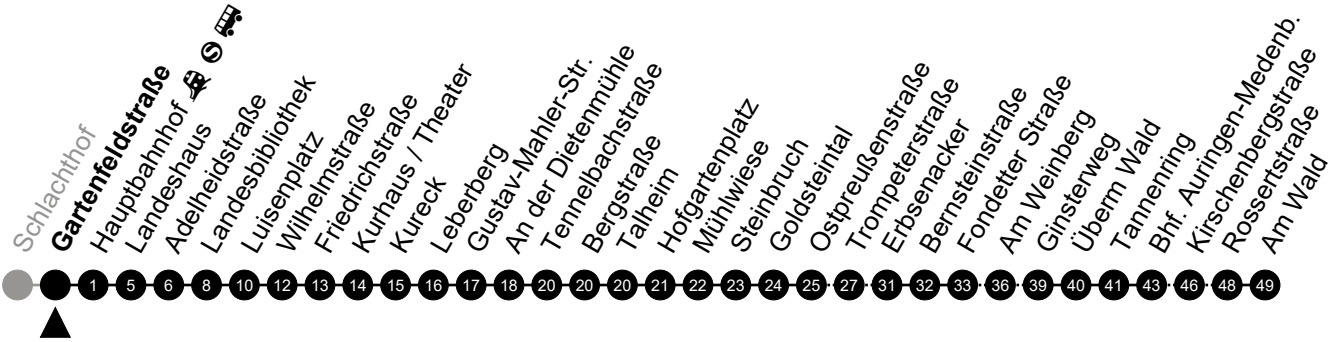 Schlachthof
Gartenfeldstraße
Hauptbahnhof S
Landeshaus
Adelheidstraße
Landesbibliothek
Luisenplatz
Wilhelmstraße
Friedrichstraße
Kurhaus / Theater
Kureck
Leberberg
Gustav-Mahler-Str.
An der Dietenmühle
Tennelbachstraße
Bergstraße
Talheim
Hofgartenplatz
Mühlwiese
Steinbruch
Goldsteintal
Ostpreußenstraße
Trompeterstraße
Erbsenacker
Bernsteinstraße
Fondetter Straße
Am Weinberg
Ginsterweg
Überm Wald
Tannenring
Bhf. Auringen-Medenb.
Kirschenbergstraße
Rossertstraße
Am Wald
1 5 6 8 10 12 13 14 15 16 17 18 20 20 20 21 22 23 24 25 27 31 32 33 36 39 40 41 43 46 48 49